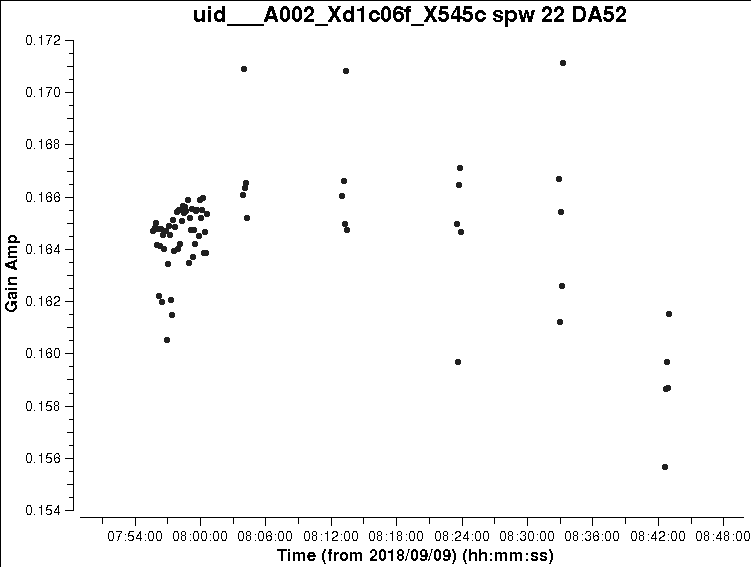 uid___A002_Xd1c06f_X545c spw 22 DA52
0.172
0.170
0.168
0.166
0.164
0.162
0.160
0.158
0.156
0.154
Gain Amp
07:54:00 08:00:00 08:06:00 08:12:00 08:18:00 08:24:00 08:30:00 08:36:00 08:42:00 08:48:00
Time (from 2018/09/09) (hh:mm:ss)